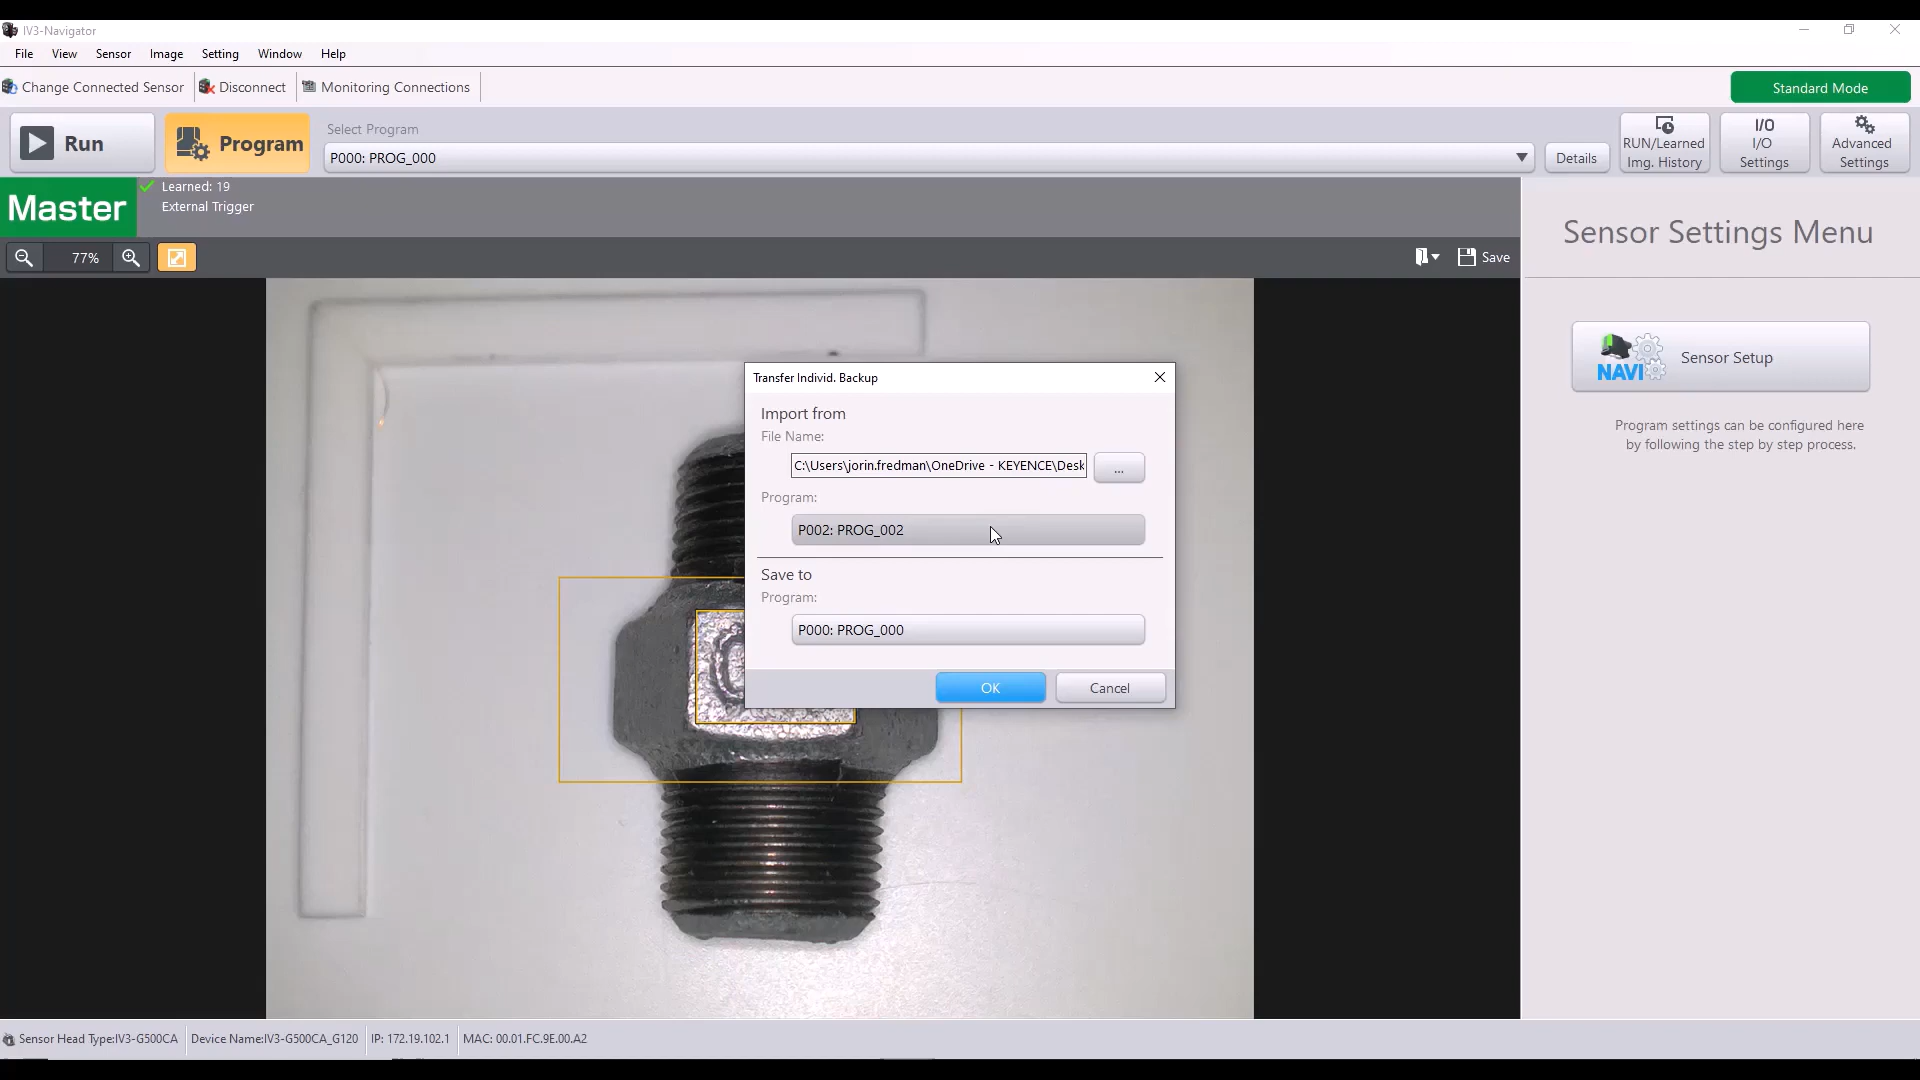 IV3-Navigator
File View Sensor Image Setting Window Help
Change Connected Sensor Disconnect Monitoring Connections
Standard Mode
Run
Program
Select Program
P000: PROG_000
Details
RUN/Learned
Img. History
I/O
I/O
Settings
Advanced
Settings
Master
Learned: 19
External Trigger
77%
Save
Sensor Settings Menu
NAVI
Sensor Setup
Program settings can be configured here
by following the step by step process.
Transfer Individ. Backup
Import from
File Name:
C:\Users\jorin.fredman\OneDrive - KEYENCE\Desk
...
Program:
P002: PROG_002
Save to
Program:
P000: PROG_000
OK
Cancel
Sensor Head Type:IV3-G500CA Device Name:IV3-G500CA_G120 IP: 172.19.102.1 MAC: 00.01.FC.9E.00.A2